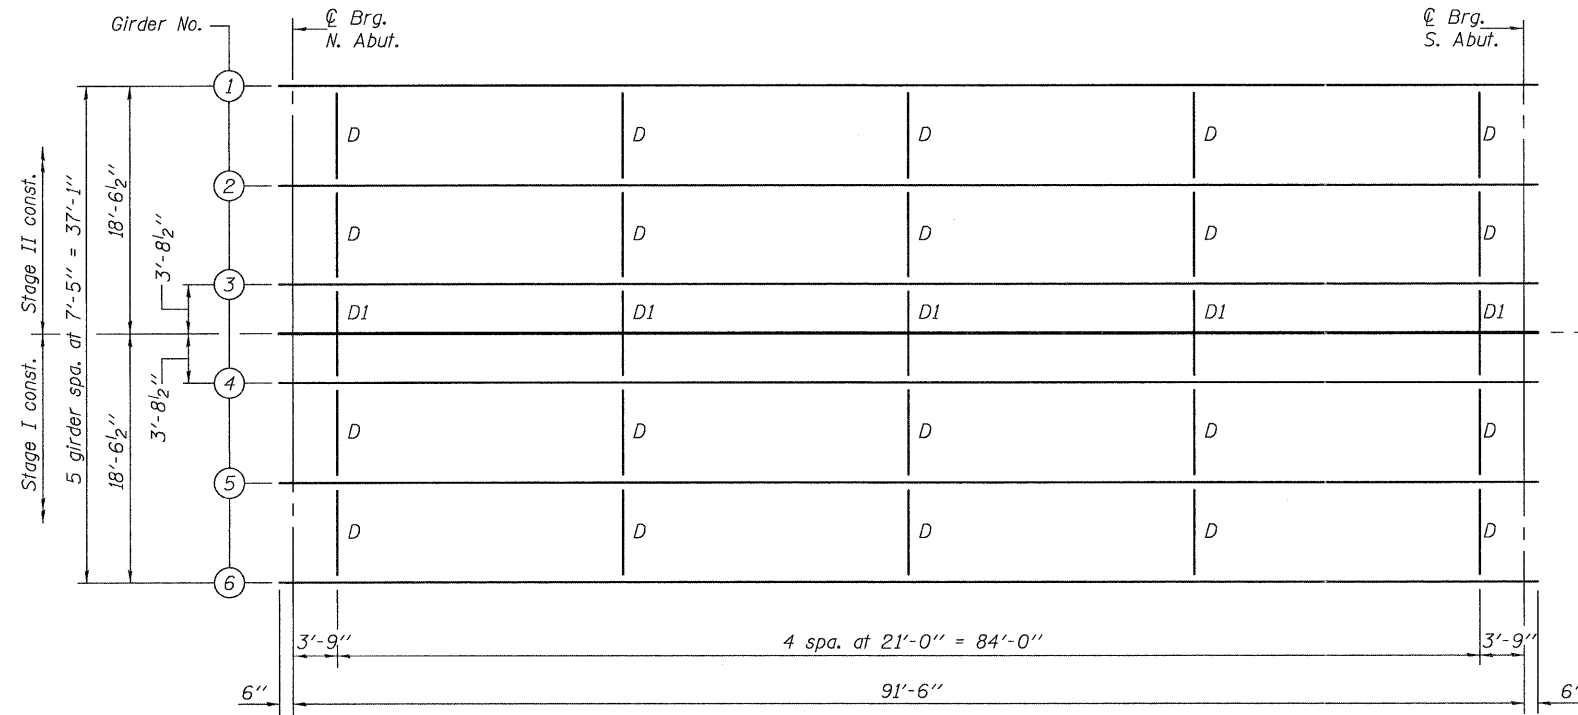 Girder No.
℄ Brg.
N. Abut.
℄ Brg.
S. Abut.
1
D D D D D
2
D D D D D
3
D1 D1 D1 D1 D1
4
D D D D D
5
D D D D D
6
Stage II const.
Stage I const.
5 girder spa. at 7'-5" = 37'-1"
18'-6½"
18'-6½"
3'-8½"
3'-8½"
3'-9"
4 spa. at 21'-0" = 84'-0"
3'-9"
6"
91'-6"
6'